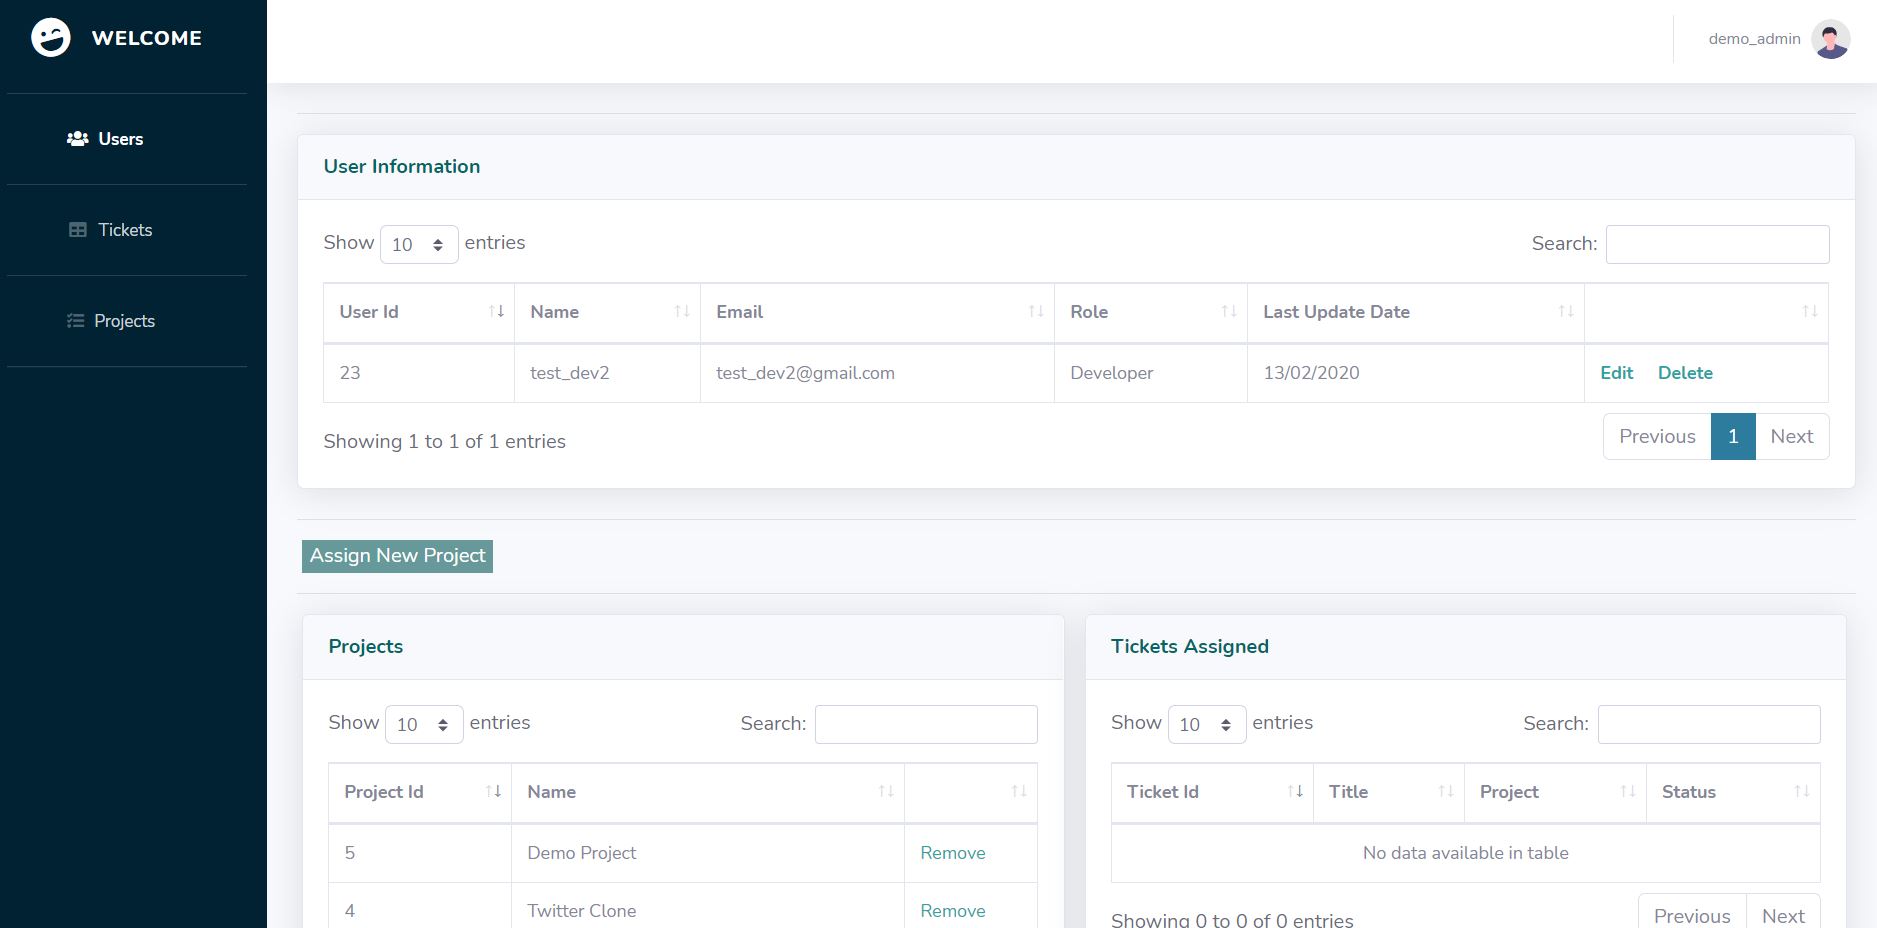 WELCOME
demo_admin
Users
Tickets
Projects
User Information
Show 10 entries
Search:
User Id Name Email Role Last Update Date
23 test_dev2 test_dev2@gmail.com Developer 13/02/2020 Edit Delete
Showing 1 to 1 of 1 entries
Previous 1 Next
Assign New Project
Projects
Show 10 entries
Search:
Project Id Name
5 Demo Project Remove
4 Twitter Clone Remove
Tickets Assigned
Show 10 entries
Search:
Ticket Id Title Project Status
No data available in table
Showing 0 to 0 of 0 entries
Previous Next